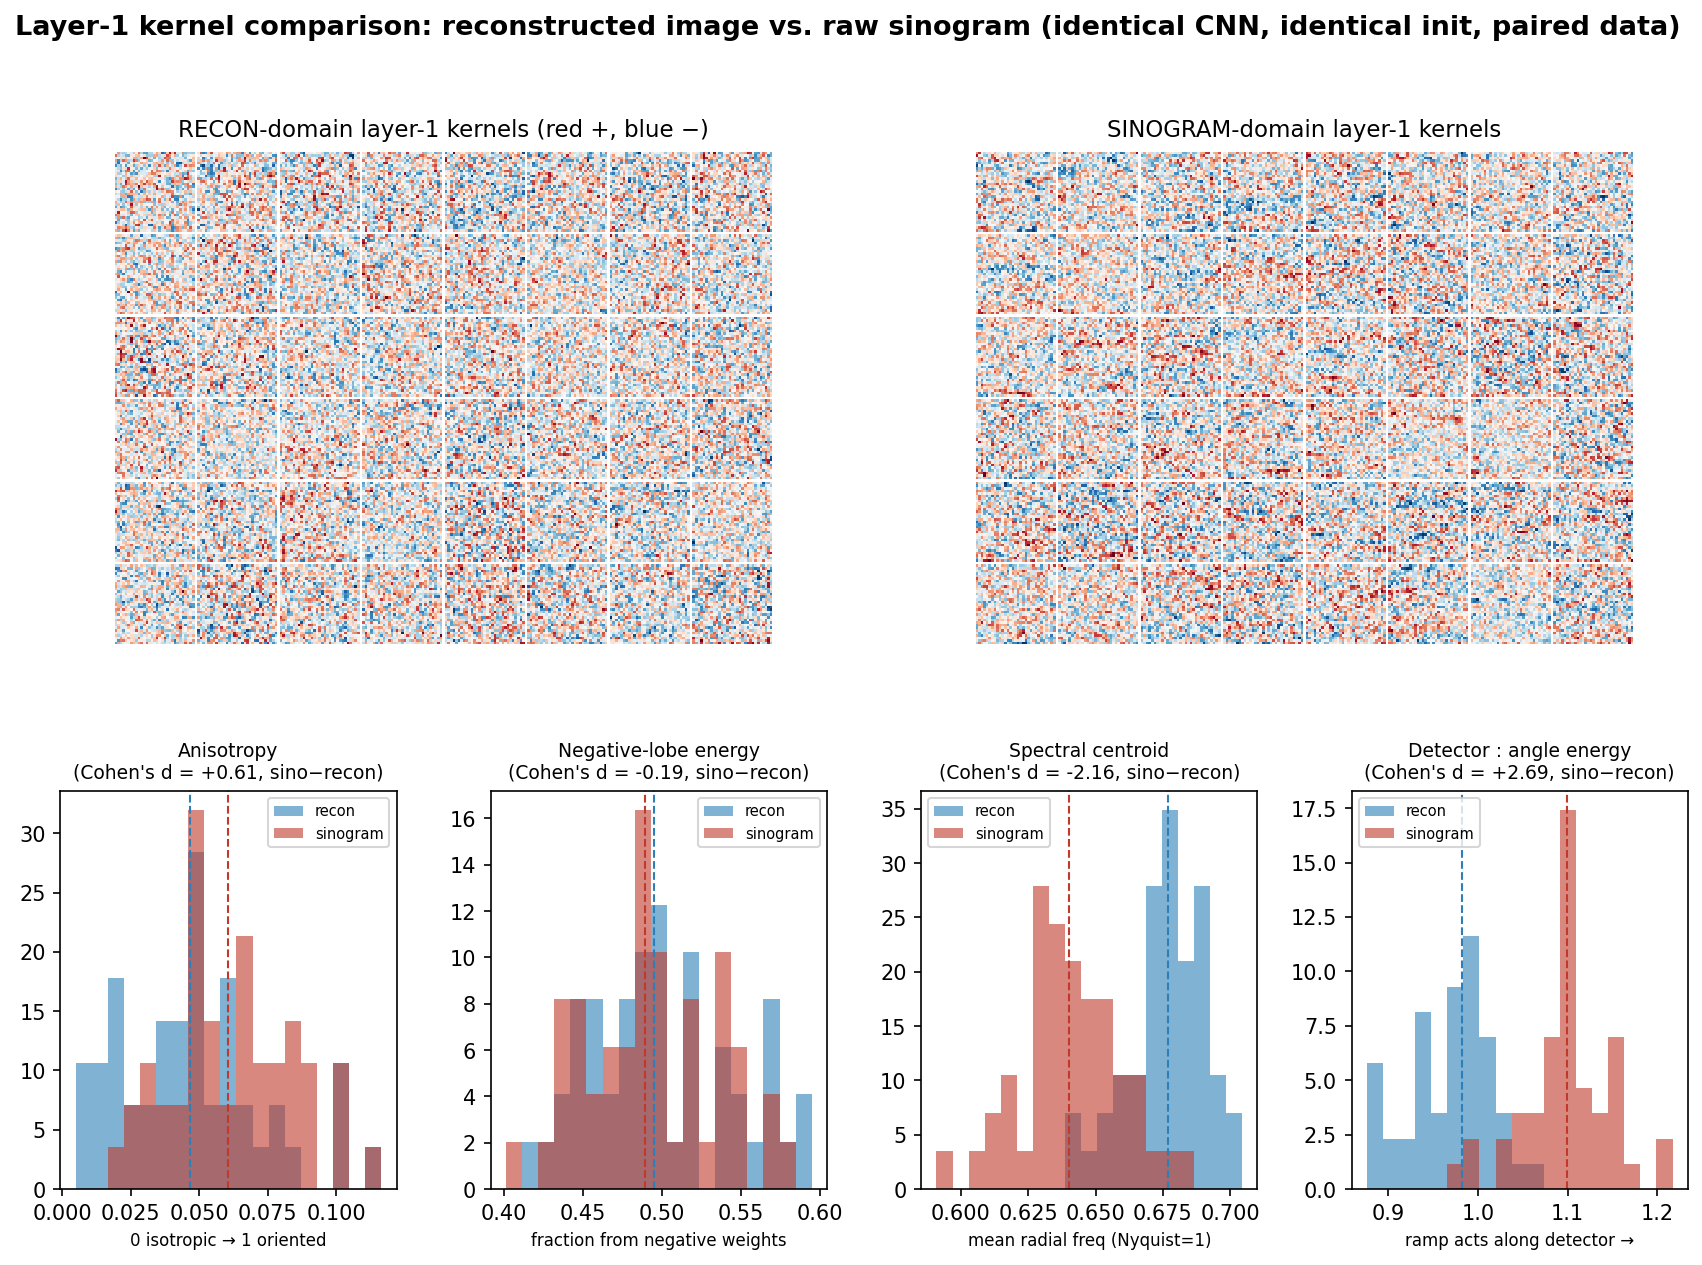 Layer-1 kernel comparison: reconstructed image vs. raw sinogram (identical CNN, identical init, paired data)
RECON-domain layer-1 kernels (red +, blue −)
SINOGRAM-domain layer-1 kernels
Anisotropy
(Cohen's d = +0.61, sino−recon)
recon
sinogram
30
25
20
15
10
5
0
0.000 0.025 0.050 0.075 0.100
0 isotropic → 1 oriented
Negative-lobe energy
(Cohen's d = -0.19, sino−recon)
recon
sinogram
16
14
12
10
8
6
4
2
0
0.40 0.45 0.50 0.55 0.60
fraction from negative weights
Spectral centroid
(Cohen's d = -2.16, sino−recon)
recon
sinogram
35
30
25
20
15
10
5
0
0.600 0.625 0.650 0.675 0.700
mean radial freq (Nyquist=1)
Detector : angle energy
(Cohen's d = +2.69, sino−recon)
recon
sinogram
17.5
15.0
12.5
10.0
7.5
5.0
2.5
0.0
0.9 1.0 1.1 1.2
ramp acts along detector →